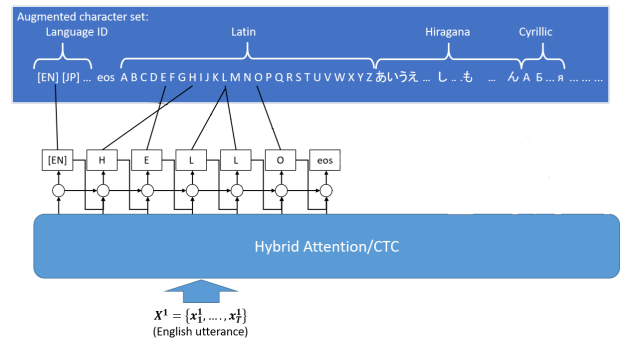 Augmented character set:
Language ID Latin Hiragana Cyrillic
[EN] [JP] ... eos A B C D E F G H I J K L M N O P Q R S T U V W X Y Z あいうえ ... し .. .も ... ん А Б ... я ... ... ...
[EN] H E L L O eos
Hybrid Attention/CTC
X¹ = {x₁¹, …., x_T¹}
(English utterance)